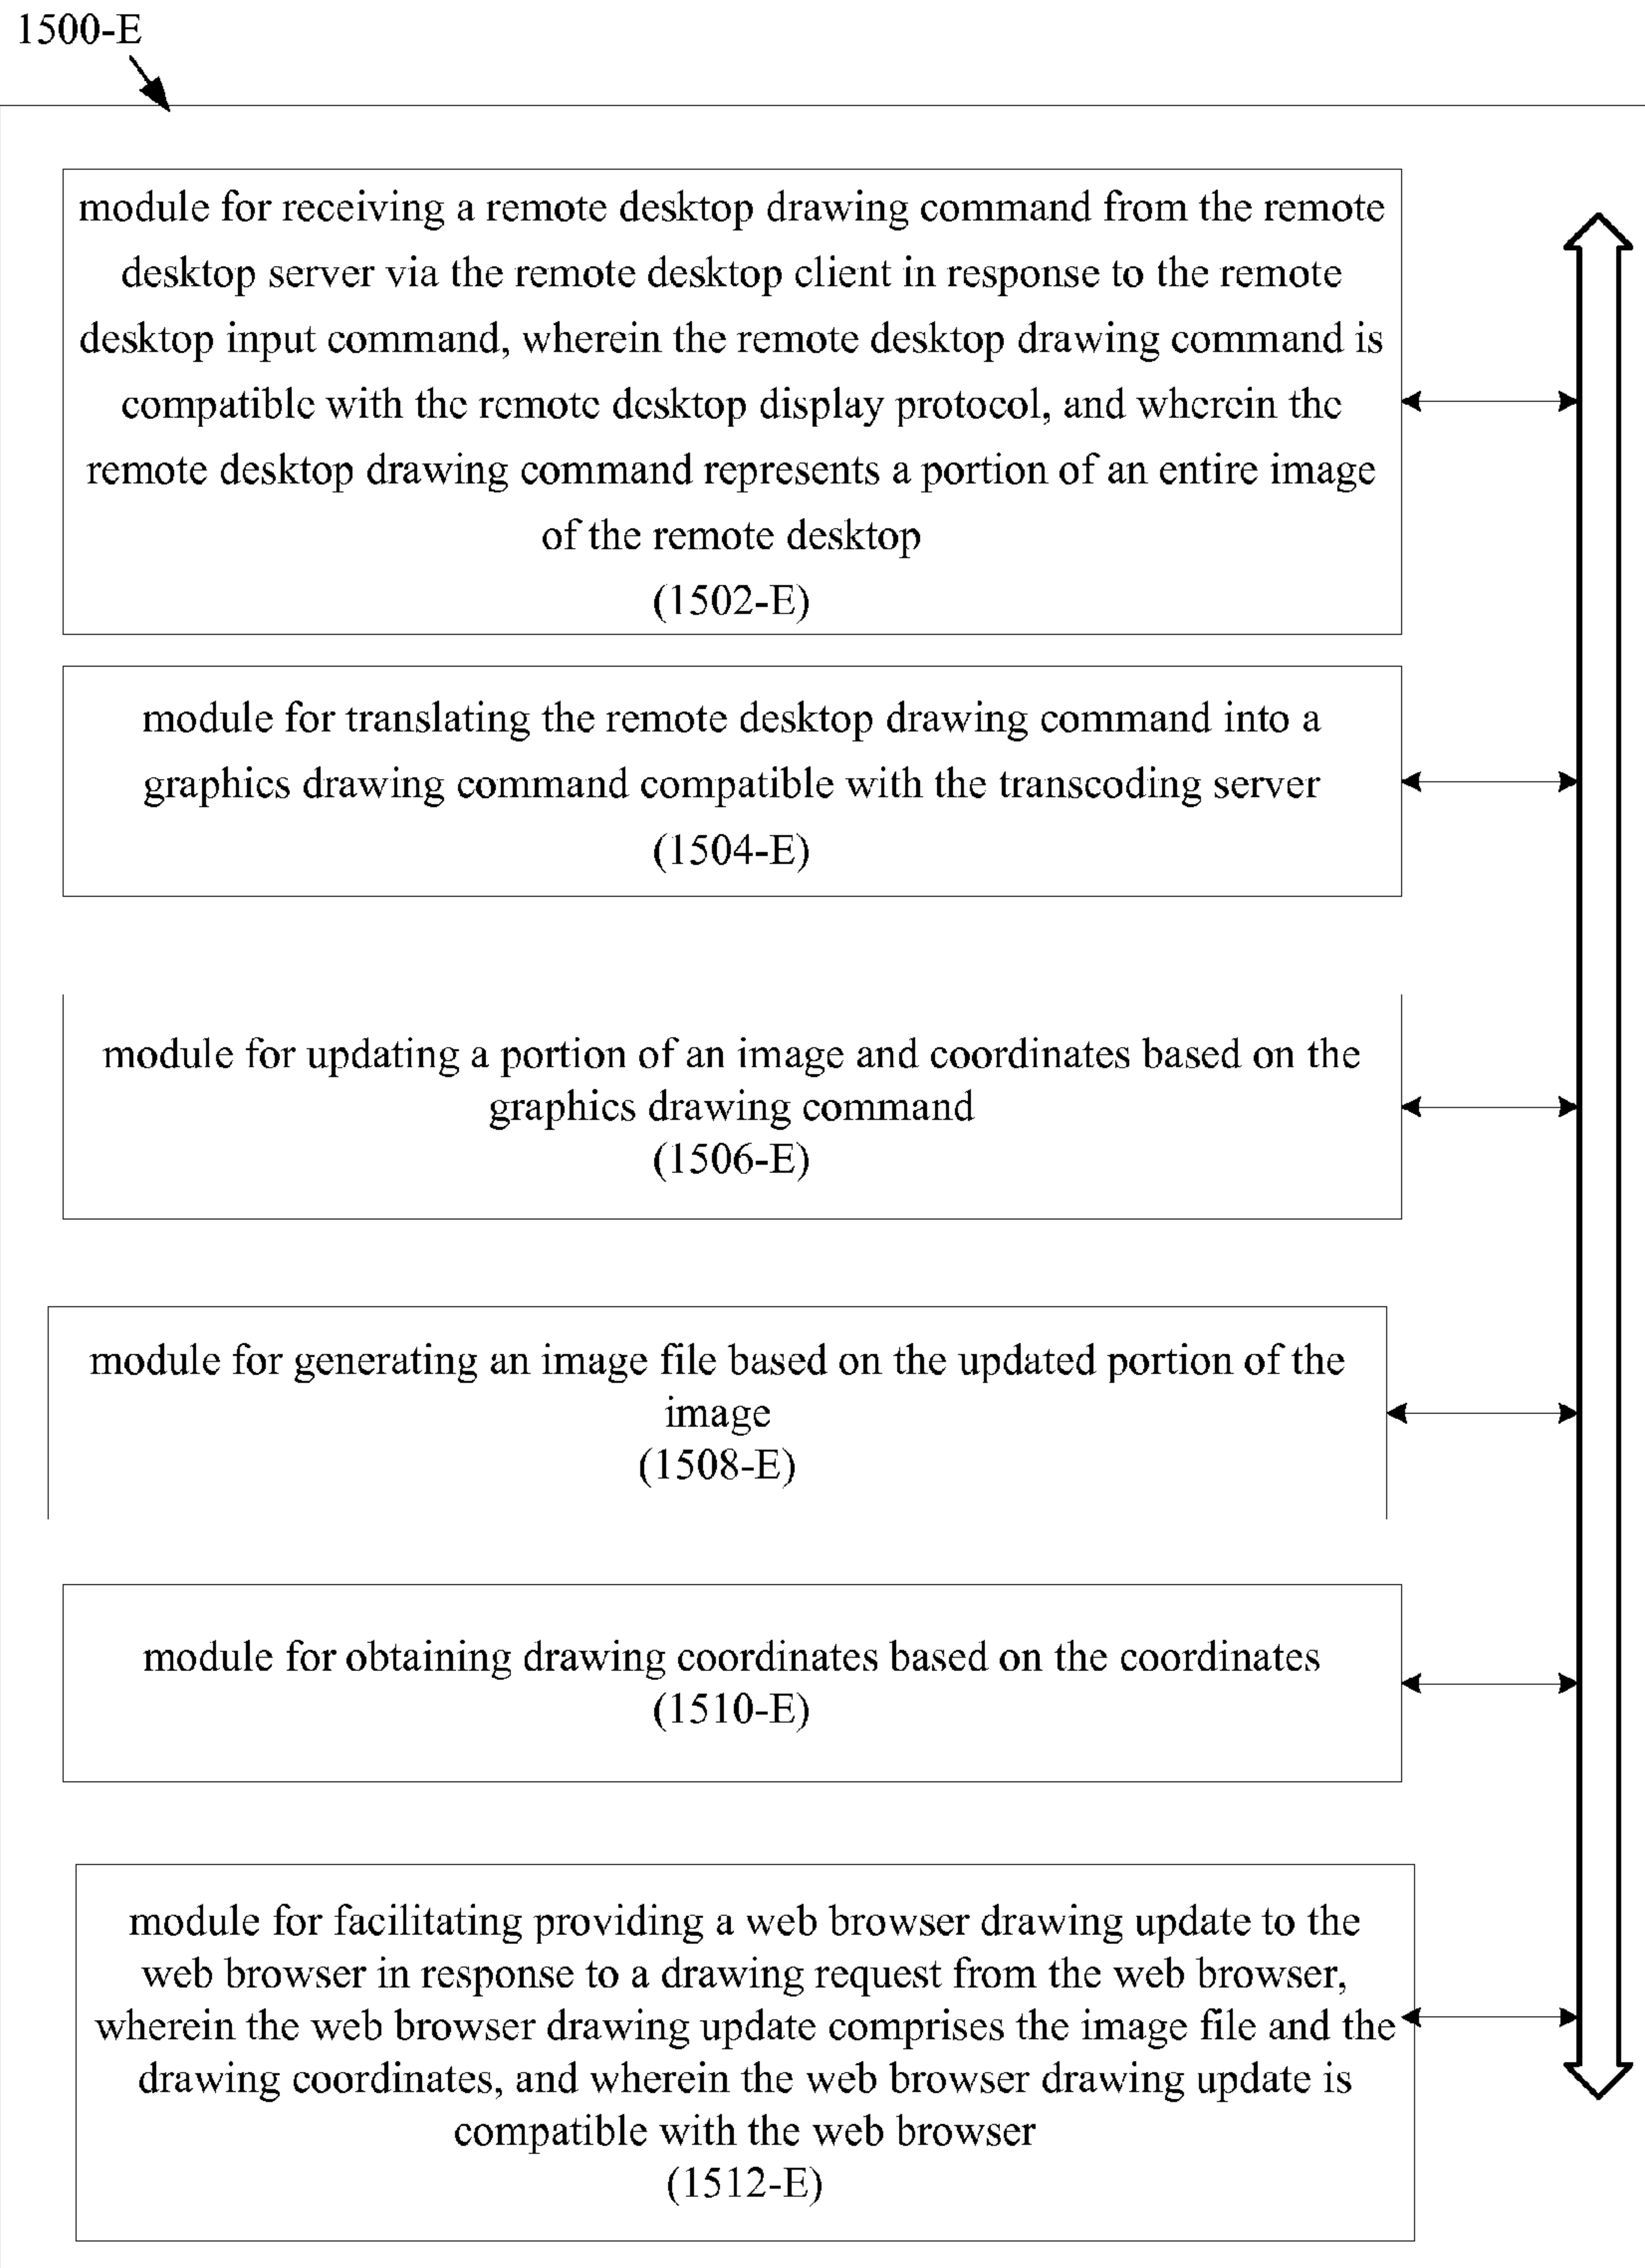 1500-E
module for receiving a remote desktop drawing command from the remote
desktop server via the remote desktop client in response to the remote
desktop input command, wherein the remote desktop drawing command is
compatible with the remote desktop display protocol, and wherein the
remote desktop drawing command represents a portion of an entire image
of the remote desktop
(1502-E)
module for translating the remote desktop drawing command into a
graphics drawing command compatible with the transcoding server
(1504-E)
module for updating a portion of an image and coordinates based on the
graphics drawing command
(1506-E)
module for generating an image file based on the updated portion of the
image
(1508-E)
module for obtaining drawing coordinates based on the coordinates
(1510-E)
module for facilitating providing a web browser drawing update to the
web browser in response to a drawing request from the web browser,
wherein the web browser drawing update comprises the image file and the
drawing coordinates, and wherein the web browser drawing update is
compatible with the web browser
(1512-E)